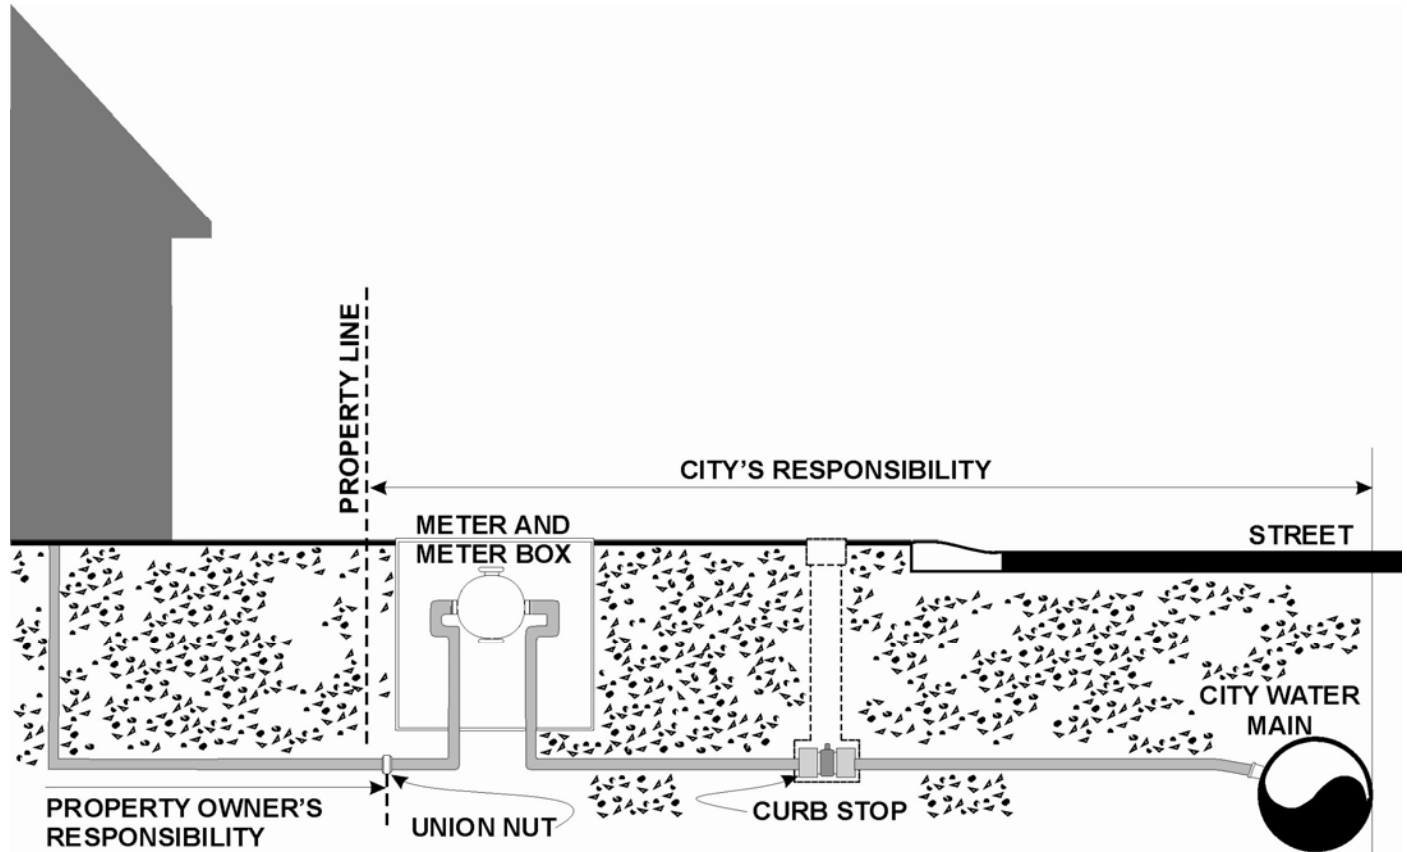 PROPERTY LINE
CITY’S RESPONSIBILITY
METER AND
METER BOX
STREET
CITY WATER
MAIN
PROPERTY OWNER’S
RESPONSIBILITY
UNION NUT
CURB STOP